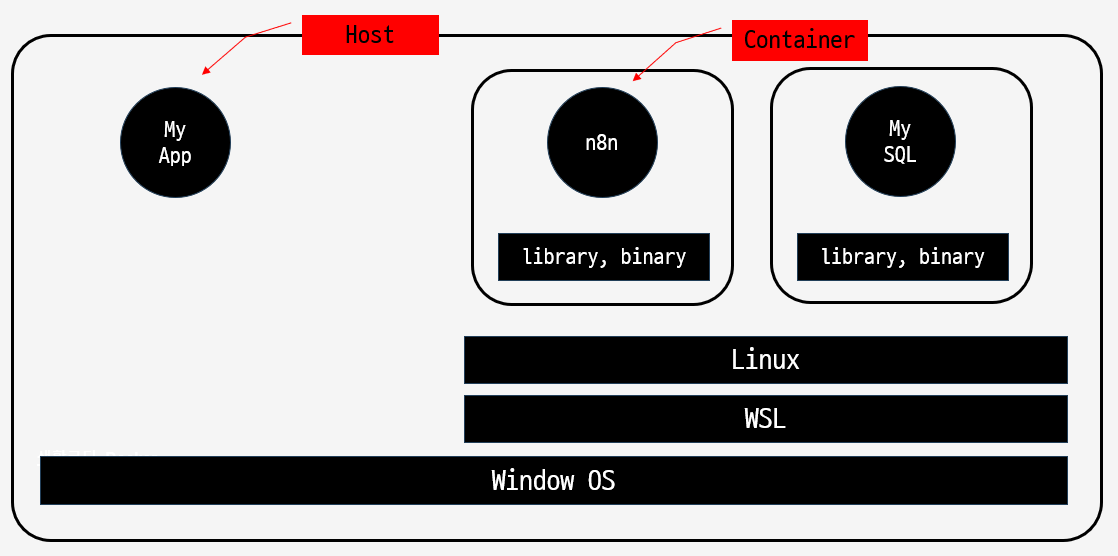 Host
Container
My
App
n8n
My
SQL
library, binary
library, binary
Linux
WSL
Window OS